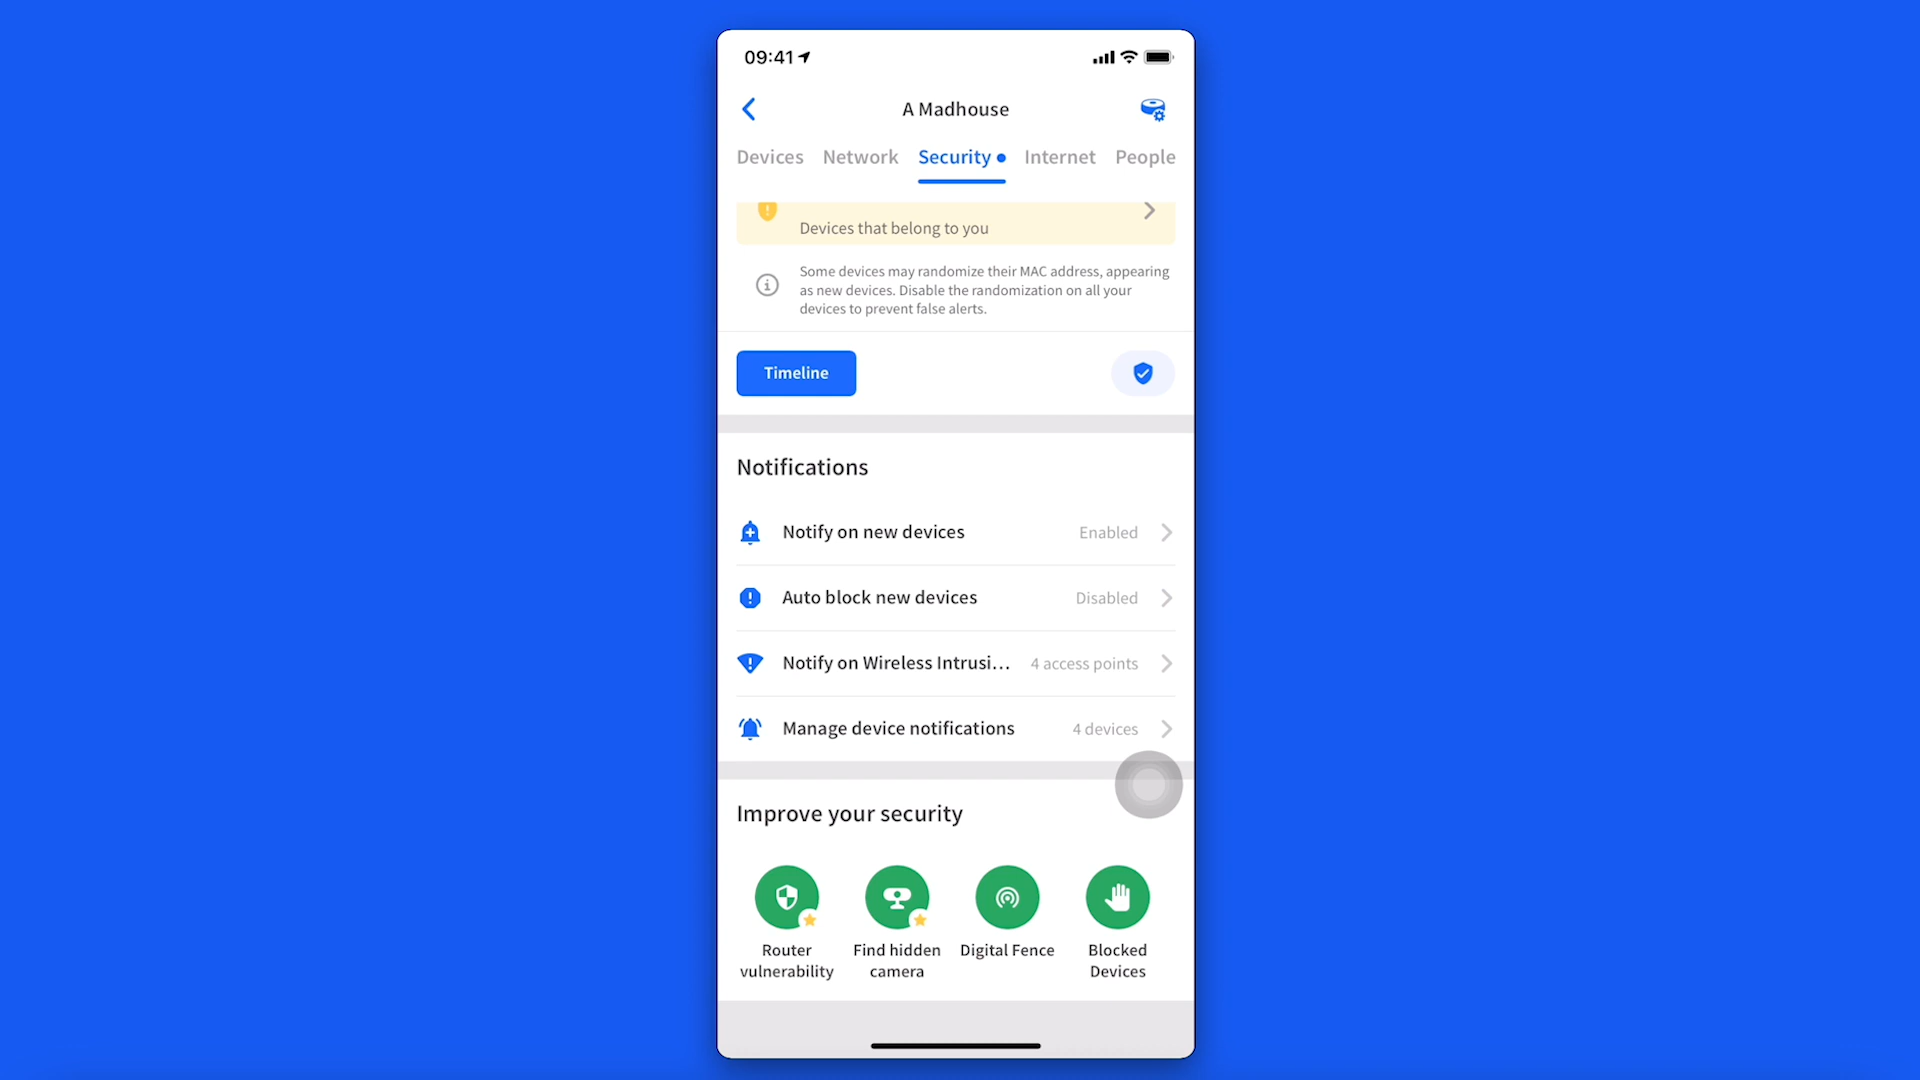 09:41
A Madhouse
Devices Network Security Internet People
Devices that belong to you
Some devices may randomize their MAC address, appearing
as new devices. Disable the randomization on all your
devices to prevent false alerts.
Timeline
Notifications
Notify on new devices Enabled
Auto block new devices Disabled
Notify on Wireless Intrusi... 4 access points
Manage device notifications 4 devices
Improve your security
Router
vulnerability
Find hidden
camera
Digital Fence
Blocked
Devices